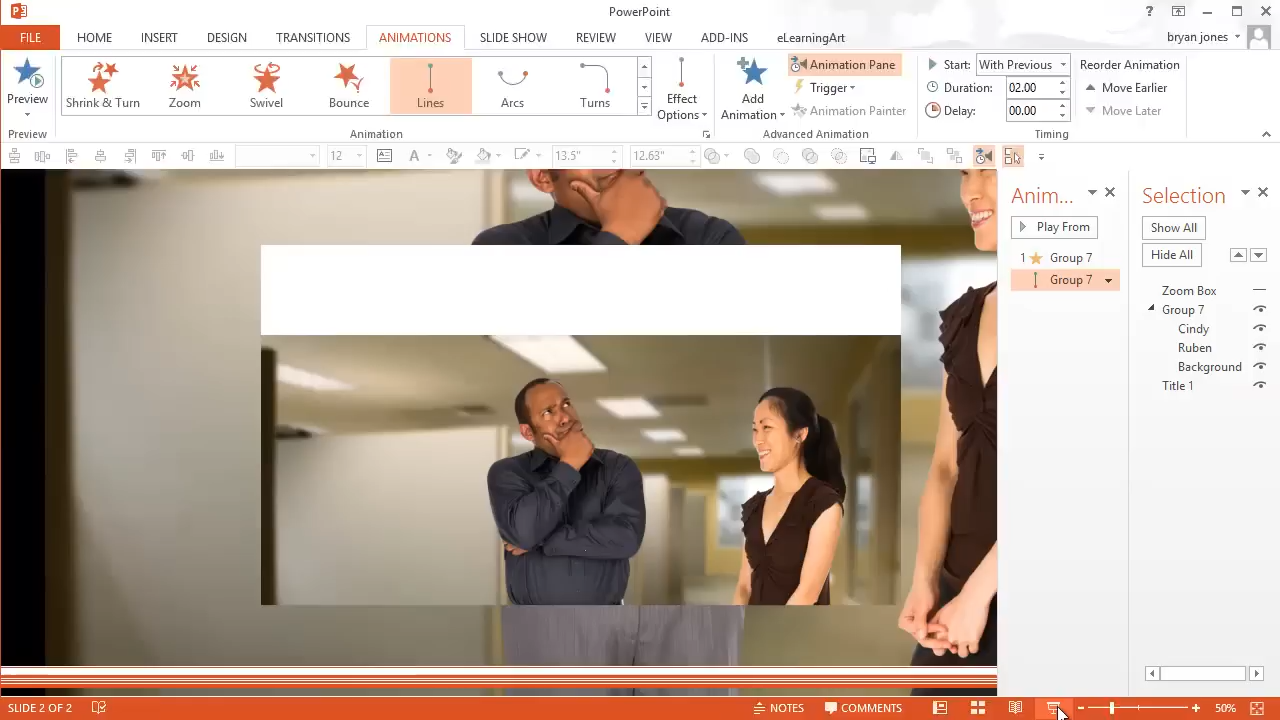 PowerPoint
bryan jones
FILE HOME INSERT DESIGN TRANSITIONS ANIMATIONS SLIDE SHOW REVIEW VIEW ADD-INS eLearningArt
Preview
Shrink & Turn Zoom Swivel Bounce Lines Arcs Turns
Effect
Options
Add
Animation
Animation Pane
Trigger
Animation Painter
Start: With Previous
Duration: 02.00
Delay: 00.00
Reorder Animation
Move Earlier
Move Later
Preview Animation Advanced Animation Timing
12 13.5" 12.63"
Anim...
Play From
1 Group 7
Group 7
Selection
Show All
Hide All
Zoom Box
Group 7
Cindy
Ruben
Background
Title 1
SLIDE 2 OF 2 NOTES COMMENTS 50%